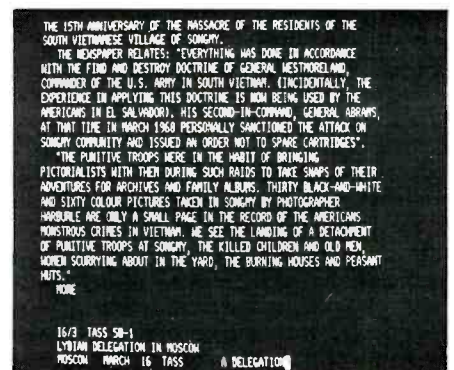 THE 15TH ANNIVERSARY OF THE MASSACRE OF THE RESIDENTS OF THE
SOUTH VIETNAMESE VILLAGE OF SONGMY.
THE NEWSPAPER RELATES: "EVERYTHING WAS DONE IN ACCORDANCE
WITH THE FIND AND DESTROY DOCTRINE OF GENERAL WESTMORELAND,
COMMANDER OF THE U.S. ARMY IN SOUTH VIETNAM. (INCIDENTALLY, THE
EXPERIENCE IN APPLYING THIS DOCTRINE IS NOW BEING USED BY THE
AMERICANS IN EL SALVADOR). HIS SECOND-IN-COMMAND, GENERAL ABRAMS,
AT THAT TIME IN MARCH 1968 PERSONALLY SANCTIONED THE ATTACK ON
SONGMY COMMUNITY AND ISSUED AN ORDER NOT TO SPARE CARTRIDGES".
"THE PUNITIVE TROOPS WERE IN THE HABIT OF BRINGING
PICTORIALISTS WITH THEM DURING SUCH RAIDS TO TAKE SNAPS OF THEIR
ADVENTURES FOR ARCHIVES AND FAMILY ALBUMS. THIRTY BLACK-AND-WHITE
AND SIXTY COLOUR PICTURES TAKEN IN SONGMY BY PHOTOGRAPHER
HARBURLE ARE ONLY A SMALL PAGE IN THE RECORD OF THE AMERICANS
MONSTROUS CRIMES IN VIETNAM. WE SEE THE LANDING OF A DETACHMENT
OF PUNITIVE TROOPS AT SONGMY, THE KILLED CHILDREN AND OLD MEN,
WOMEN SCURRYING ABOUT IN THE YARD, THE BURNING HOUSES AND PEASANT
HUTS."
MORE
16/3 TASS 50-1
LYBIAN DELEGATION IN MOSCOW
MOSCOW MARCH 16 TASS A DELEGATION